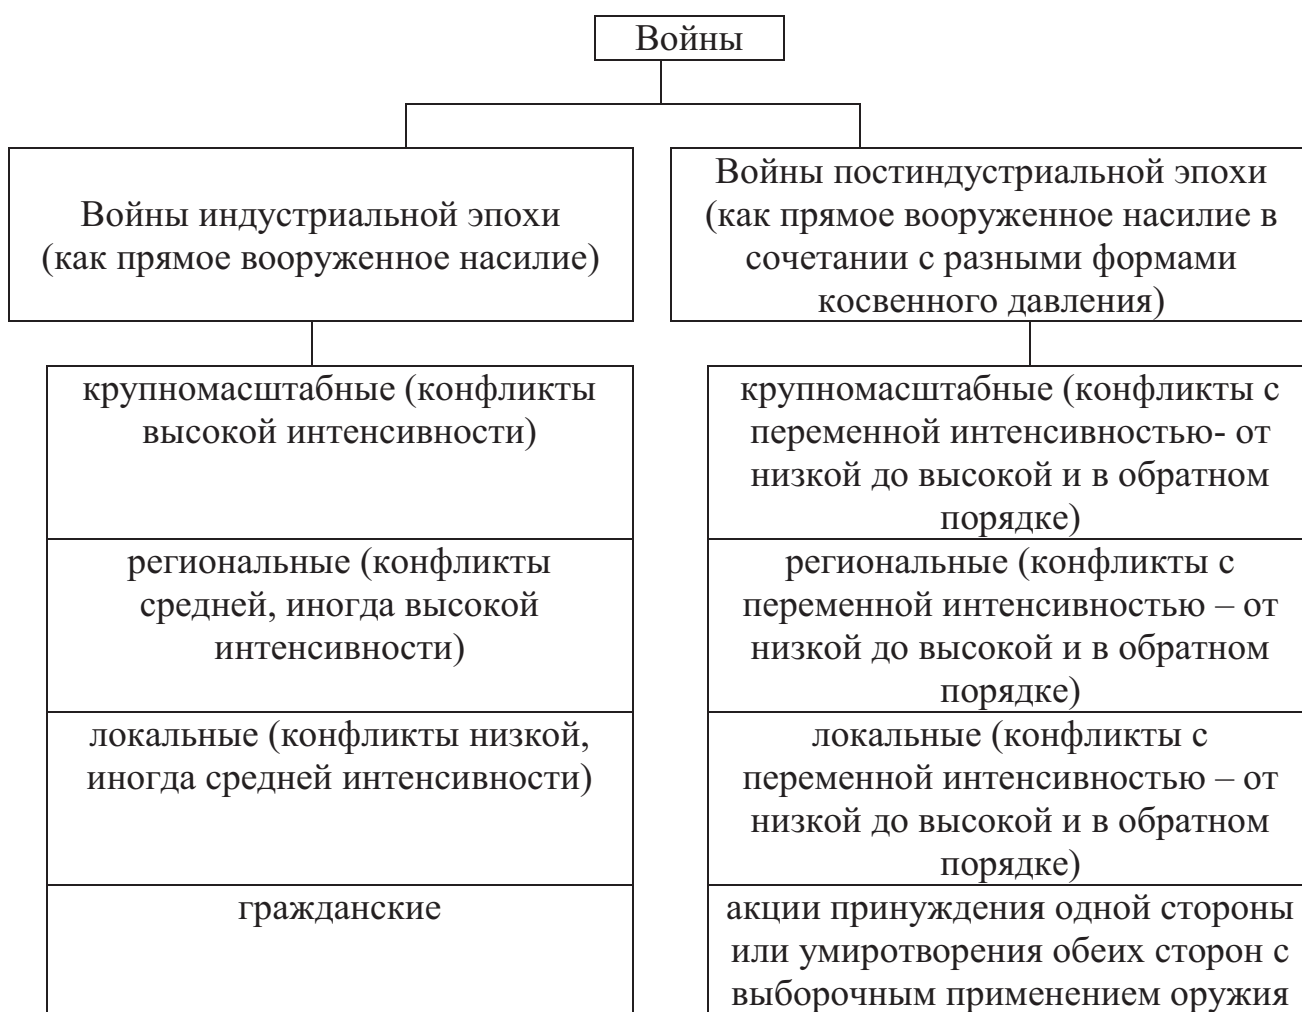 Войны
Войны индустриальной эпохи
(как прямое вооруженное насилие)
Войны постиндустриальной эпохи
(как прямое вооруженное насилие в
сочетании с разными формами
косвенного давления)
крупномасштабные (конфликты
высокой интенсивности)
региональные (конфликты
средней, иногда высокой
интенсивности)
локальные (конфликты низкой,
иногда средней интенсивности)
гражданские
крупномасштабные (конфликты с
переменной интенсивностью- от
низкой до высокой и в обратном
порядке)
региональные (конфликты с
переменной интенсивностью – от
низкой до высокой и в обратном
порядке)
локальные (конфликты с
переменной интенсивностью – от
низкой до высокой и в обратном
порядке)
акции принуждения одной стороны
или умиротворения обеих сторон с
выборочным применением оружия